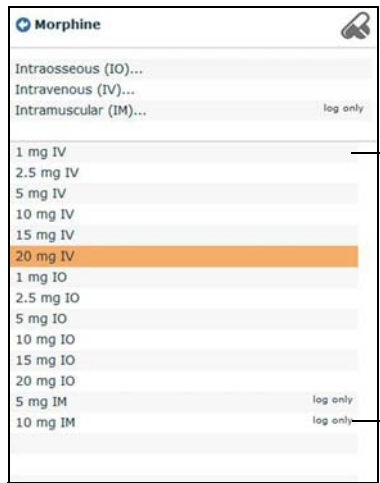 Morphine
Intraosseous (IO)...
Intravenous (IV)...
Intramuscular (IM)... log only
1 mg IV
2.5 mg IV
5 mg IV
10 mg IV
15 mg IV
20 mg IV
1 mg IO
2.5 mg IO
5 mg IO
10 mg IO
15 mg IO
20 mg IO
5 mg IM log only
10 mg IM log only